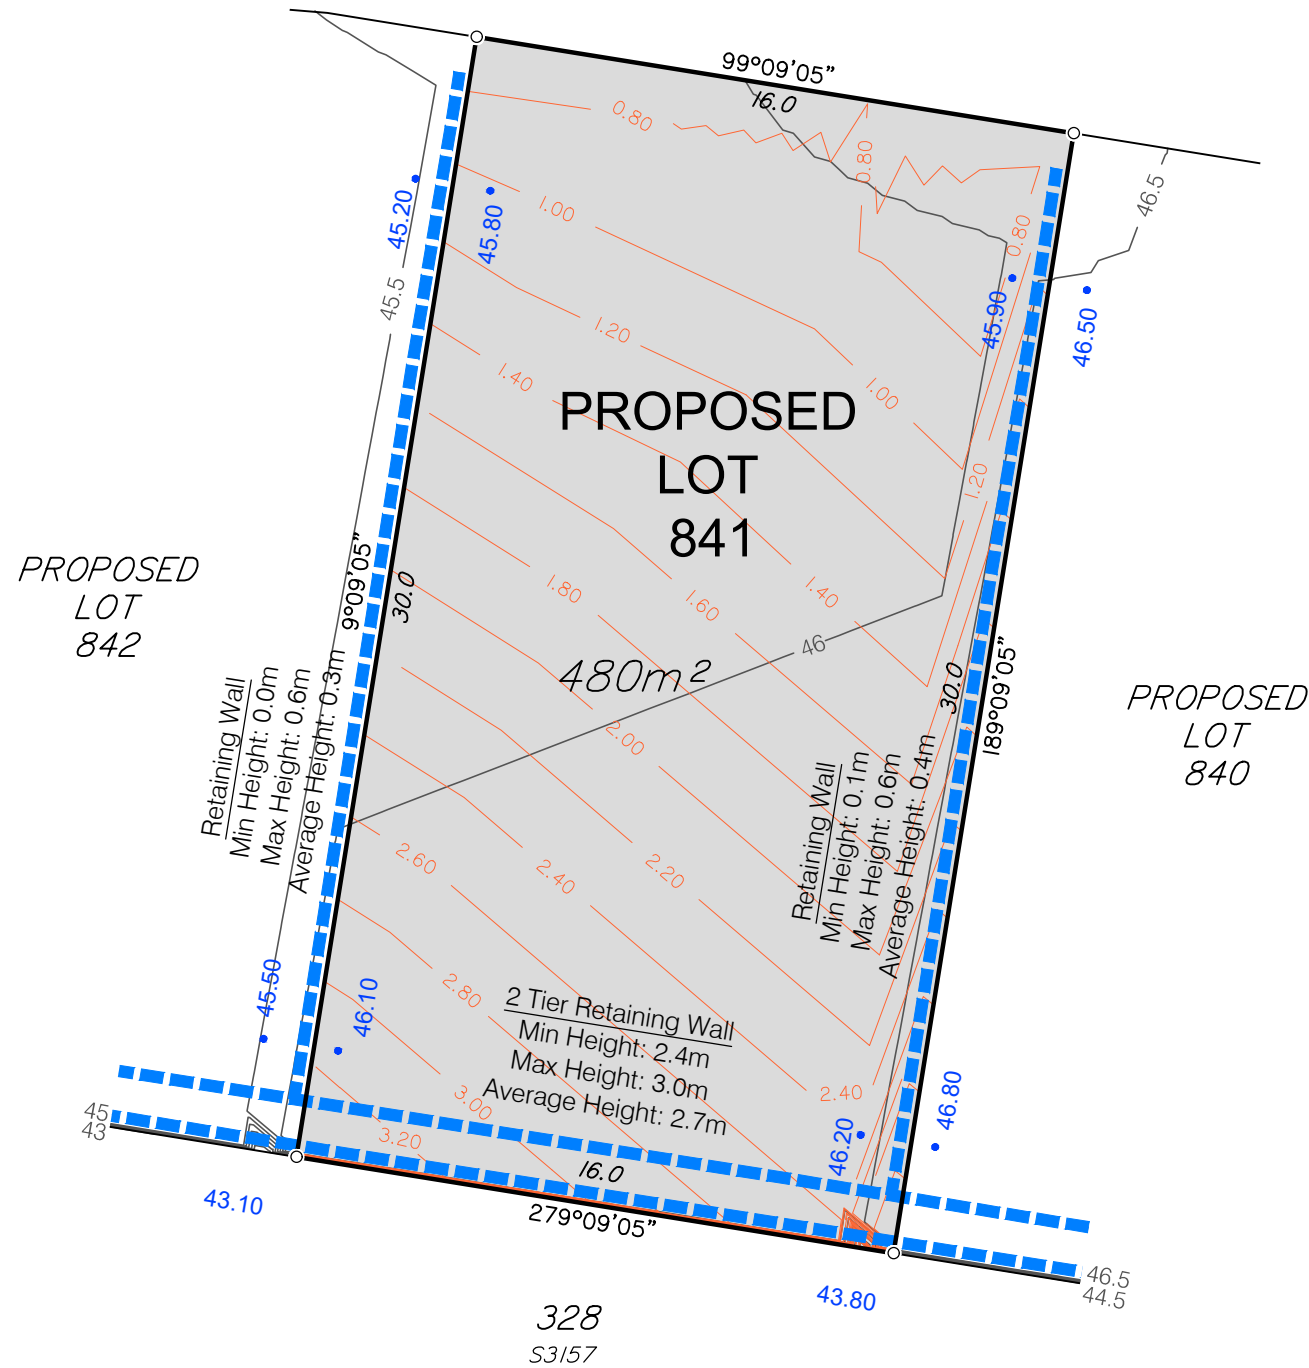 99°09'05"
16.0
0.80
0.80
0.80
46.5
45.20
45.80
1.00
45.5
45.90
46.50
1.20
1.40
1.00
PROPOSED
LOT
841
1.20
PROPOSED
LOT
842
9°09'05"
30.0
1.80
1.60
1.40
46
480m²
30.0
189°09'05"
PROPOSED
LOT
840
Retaining Wall
Min Height: 0.0m
Max Height: 0.6m
Average Height: 0.3m
2.00
Retaining Wall
Min Height: 0.1m
Max Height: 0.6m
Average Height: 0.4m
2.60
2.40
2.20
45.50
46.10
2.80
2 Tier Retaining Wall
Min Height: 2.4m
Max Height: 3.0m
Average Height: 2.7m
3.00
2.40
46.80
46.20
45
43
3.20
16.0
279°09'05"
43.10
46.5
44.5
43.80
328
S3157